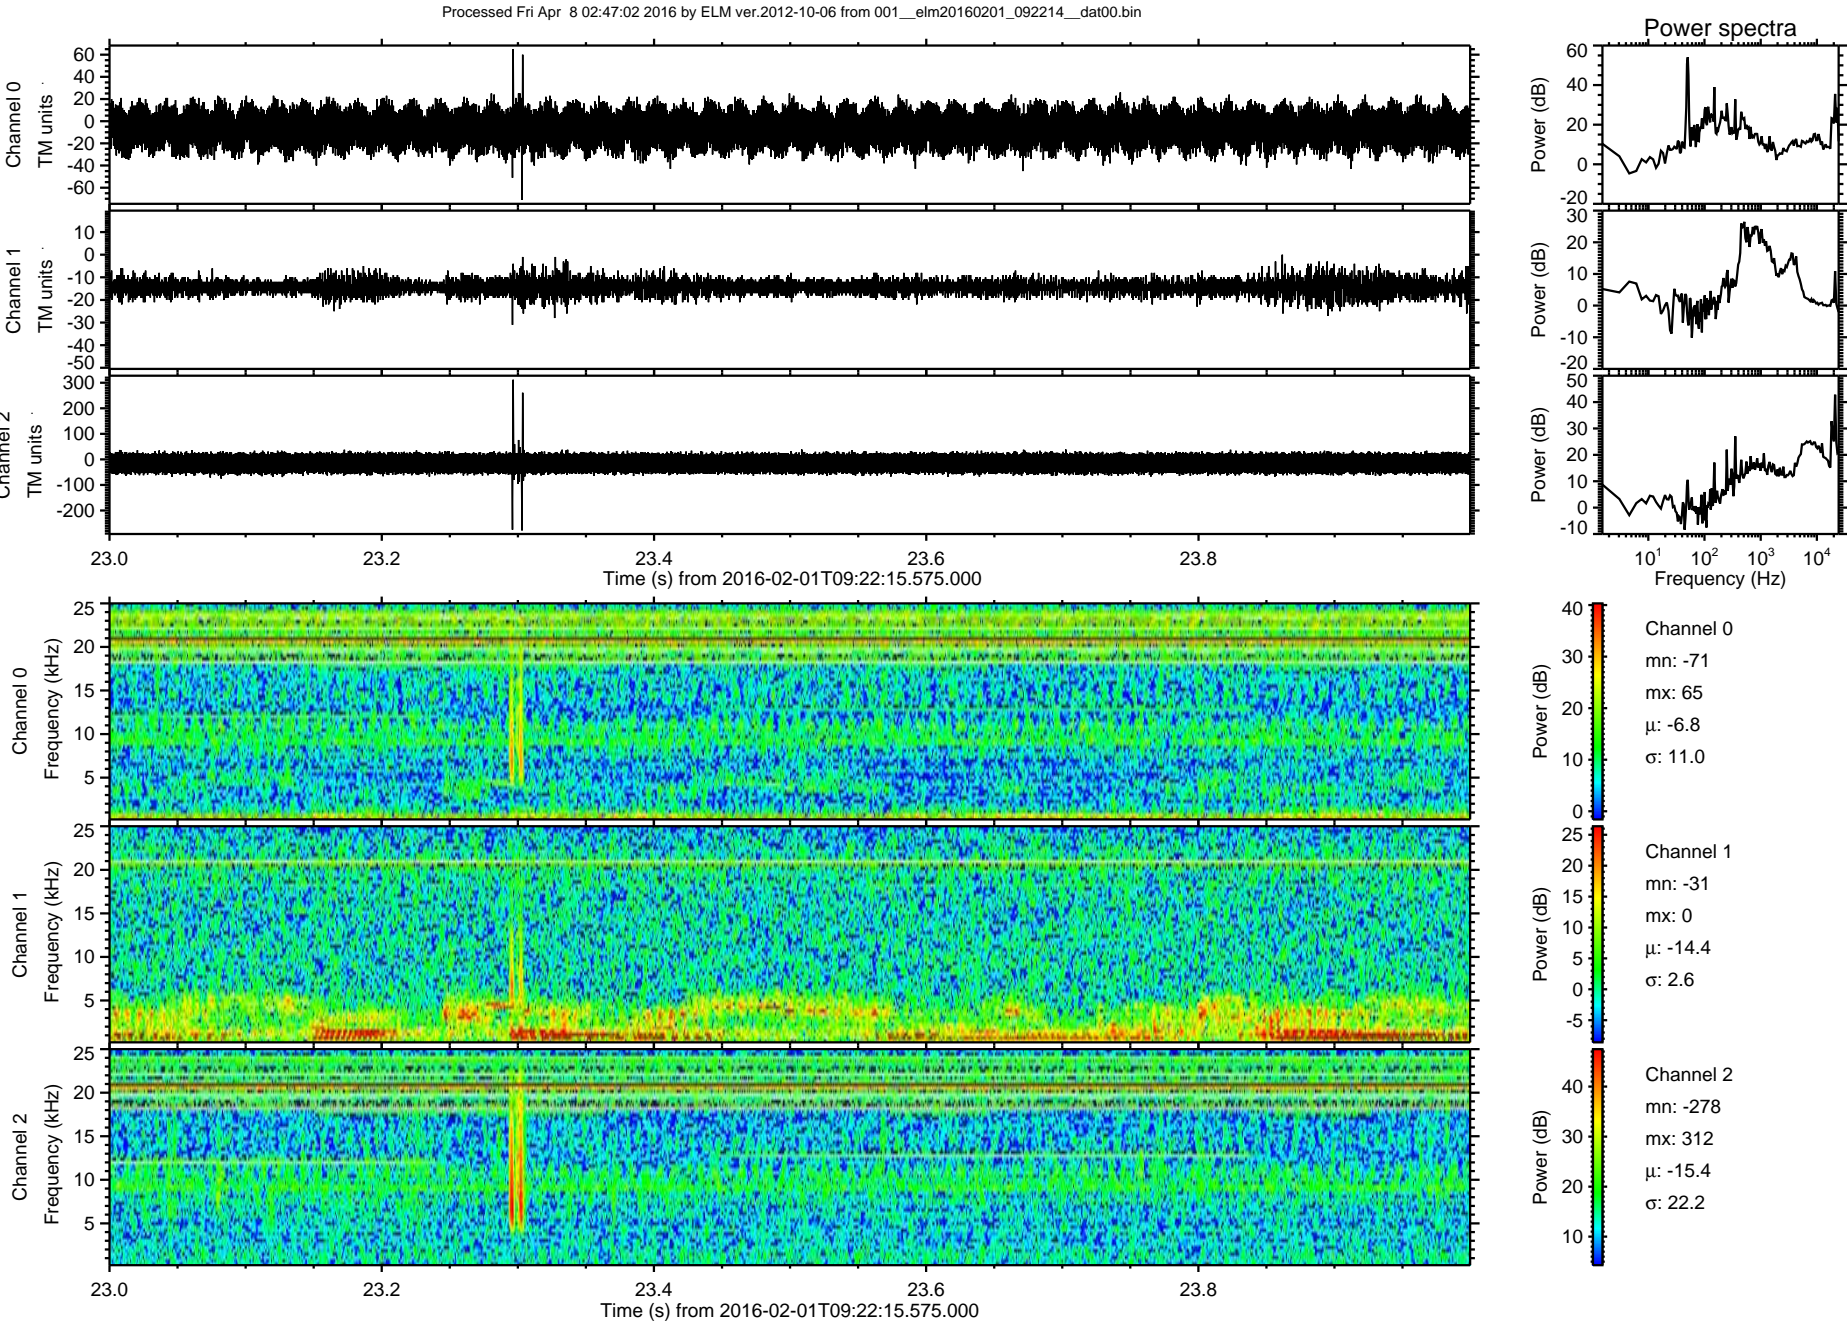 Processed Fri Apr 8 02:47:02 2016 by ELM ver.2012-10-06 from 001__elm20160201_092214__dat00.bin
Power spectra
Channel 0
TM units
60
40
20
0
-20
-40
-60
Power (dB)
60
40
20
0
-20
Channel 1
TM units
10
0
-10
-20
-30
-40
-50
Power (dB)
30
20
10
0
-10
-20
Channel 2
TM units
300
200
100
0
-100
-200
Power (dB)
50
40
30
20
10
0
-10
23.0 23.2 23.4 23.6 23.8
Time (s) from 2016-02-01T09:22:15.575.000
10^1 10^2 10^3 10^4
Frequency (Hz)
Channel 0
Frequency (kHz)
25
20
15
10
5
Power (dB)
40
30
20
10
0
Channel 0
mn: -71
mx: 65
μ: -6.8
σ: 11.0
Channel 1
Frequency (kHz)
25
20
15
10
5
Power (dB)
25
20
15
10
5
0
-5
Channel 1
mn: -31
mx: 0
μ: -14.4
σ: 2.6
Channel 2
Frequency (kHz)
25
20
15
10
5
Power (dB)
40
30
20
10
Channel 2
mn: -278
mx: 312
μ: -15.4
σ: 22.2
23.0 23.2 23.4 23.6 23.8
Time (s) from 2016-02-01T09:22:15.575.000